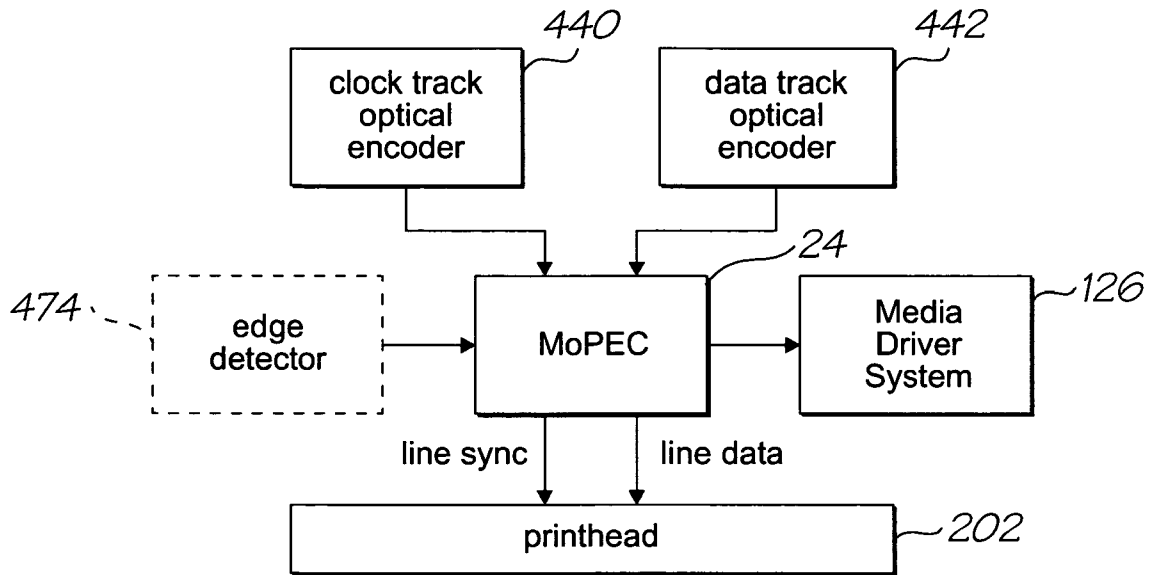 440
442
clock track
optical
encoder
data track
optical
encoder
24
474
126
edge
detector
MoPEC
Media
Driver
System
line sync
line data
printhead
202